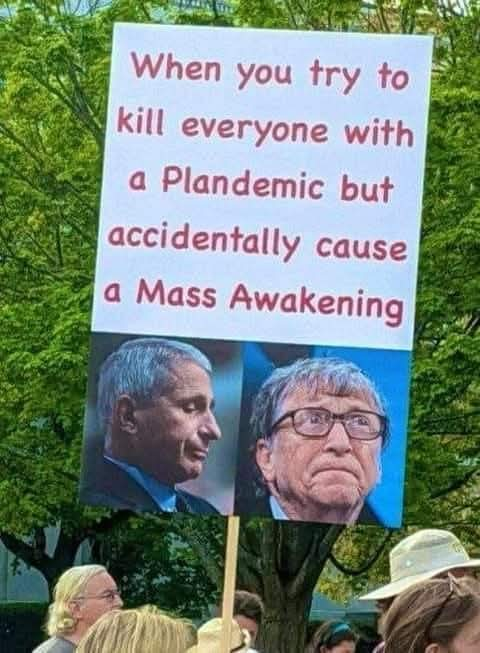 When you try to
kill everyone with
a Plandemic but
accidentally cause
a Mass Awakening